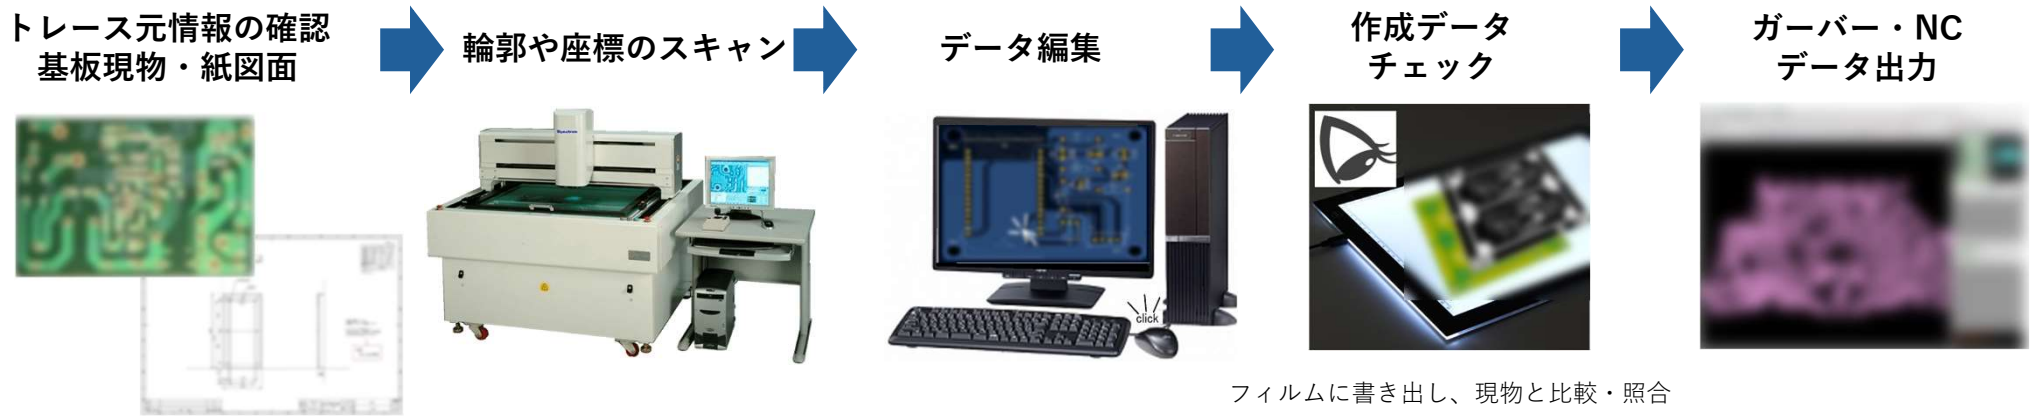 トレース元情報の確認
基板現物・紙図面
輪郭や座標のスキャン
データ編集
作成データ
チェック
ガーバー・NC
データ出力
click
フィルムに書き出し、現物と比較・照合